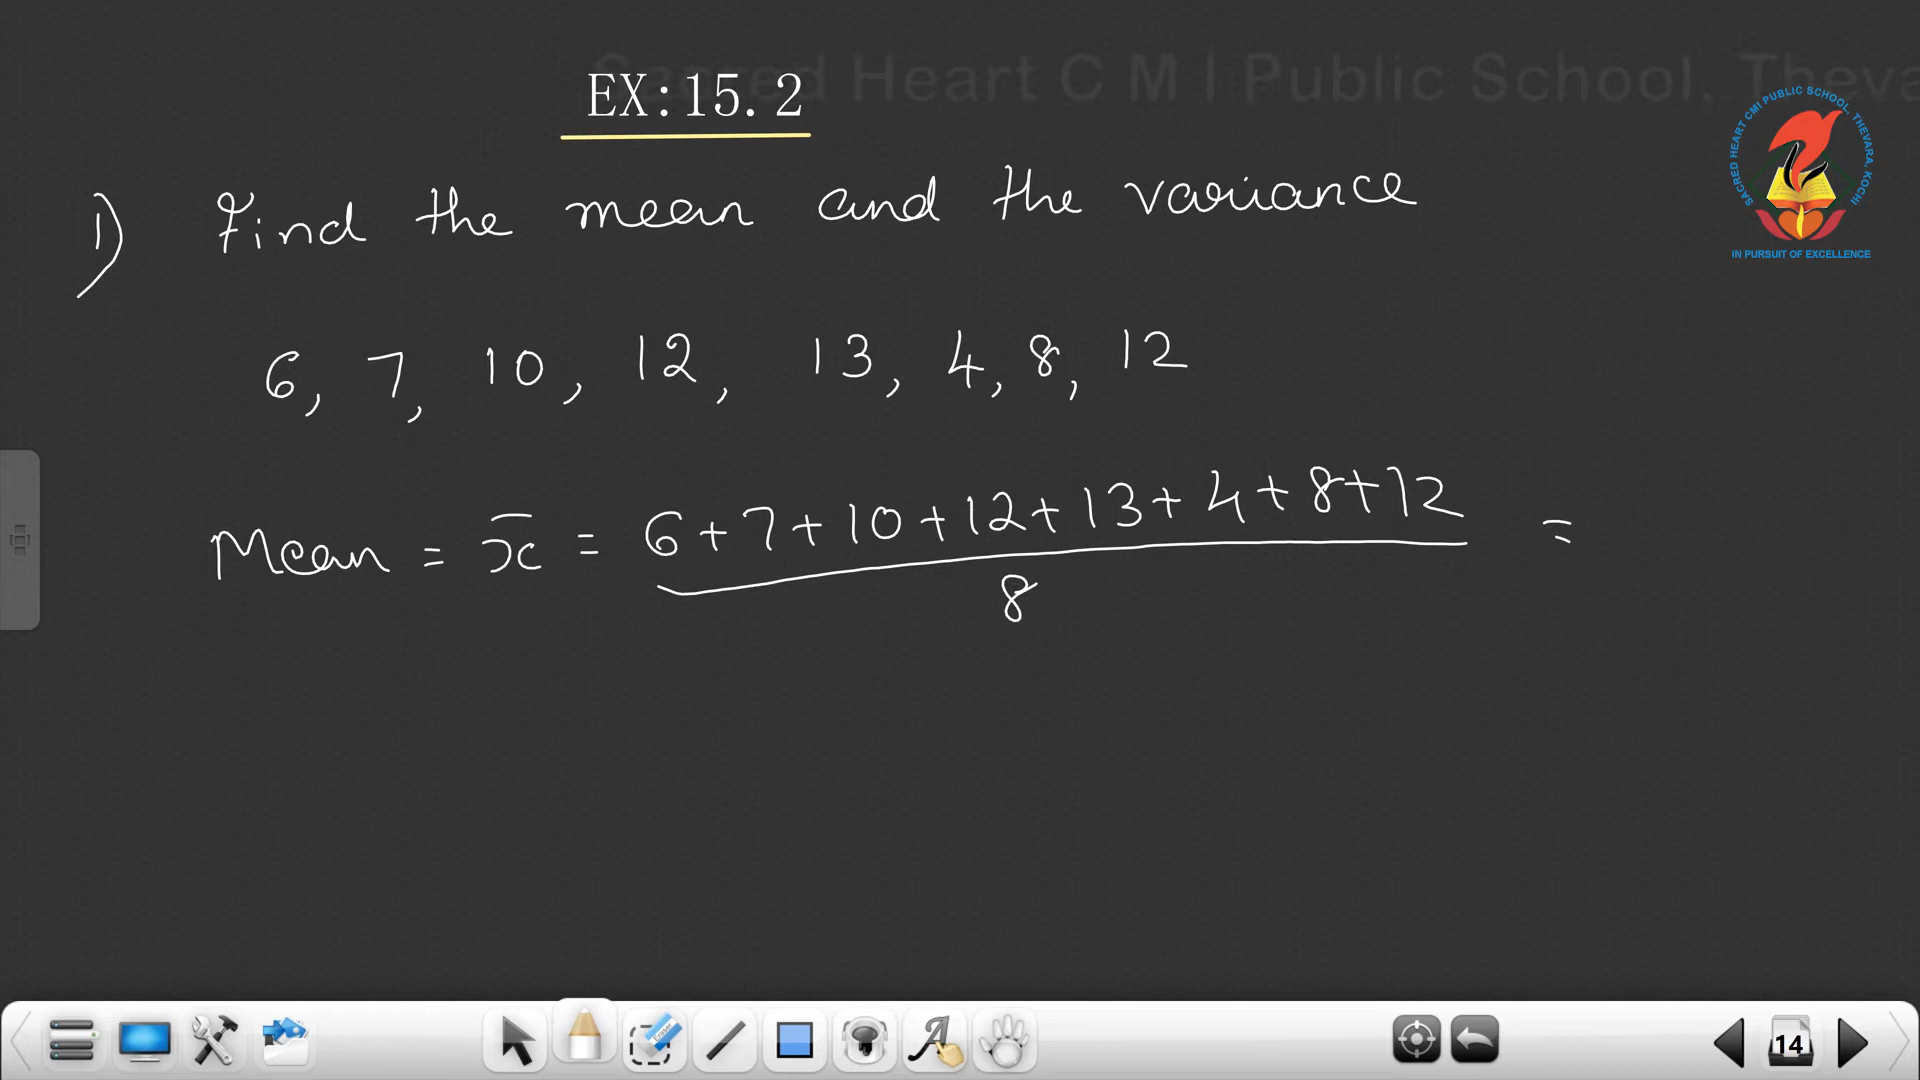 Sacred Heart C M I Public School, Theva
EX:15.2
SACRED HEART CMI PUBLIC SCHOOL, THEVARA, KOCHI
IN PURSUIT OF EXCELLENCE
1) Find the mean and the variance
6, 7, 10, 12, 13, 4, 8, 12
Mean = x̄ = 6+7+10+12+13+4+8+12 =
8
Eraser
A
14